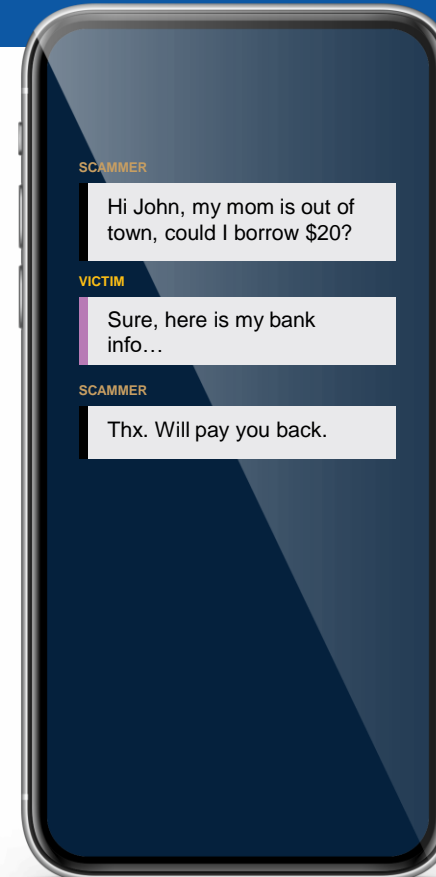 SCAMMER
Hi John, my mom is out of
town, could I borrow $20?
VICTIM
Sure, here is my bank
info…
SCAMMER
Thx. Will pay you back.